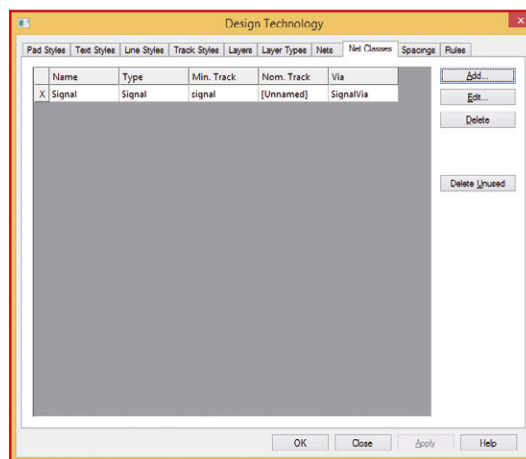 Design Technology
Pad Styles Text Styles Line Styles Track Styles Layers Layer Types Nets Net Classes Spacings Rules
Name Type Min. Track Nom. Track Via
X Signal Signal signal [Unnamed] SignalVia
Add...
Edit...
Delete
Delete Unused
OK Close Apply Help